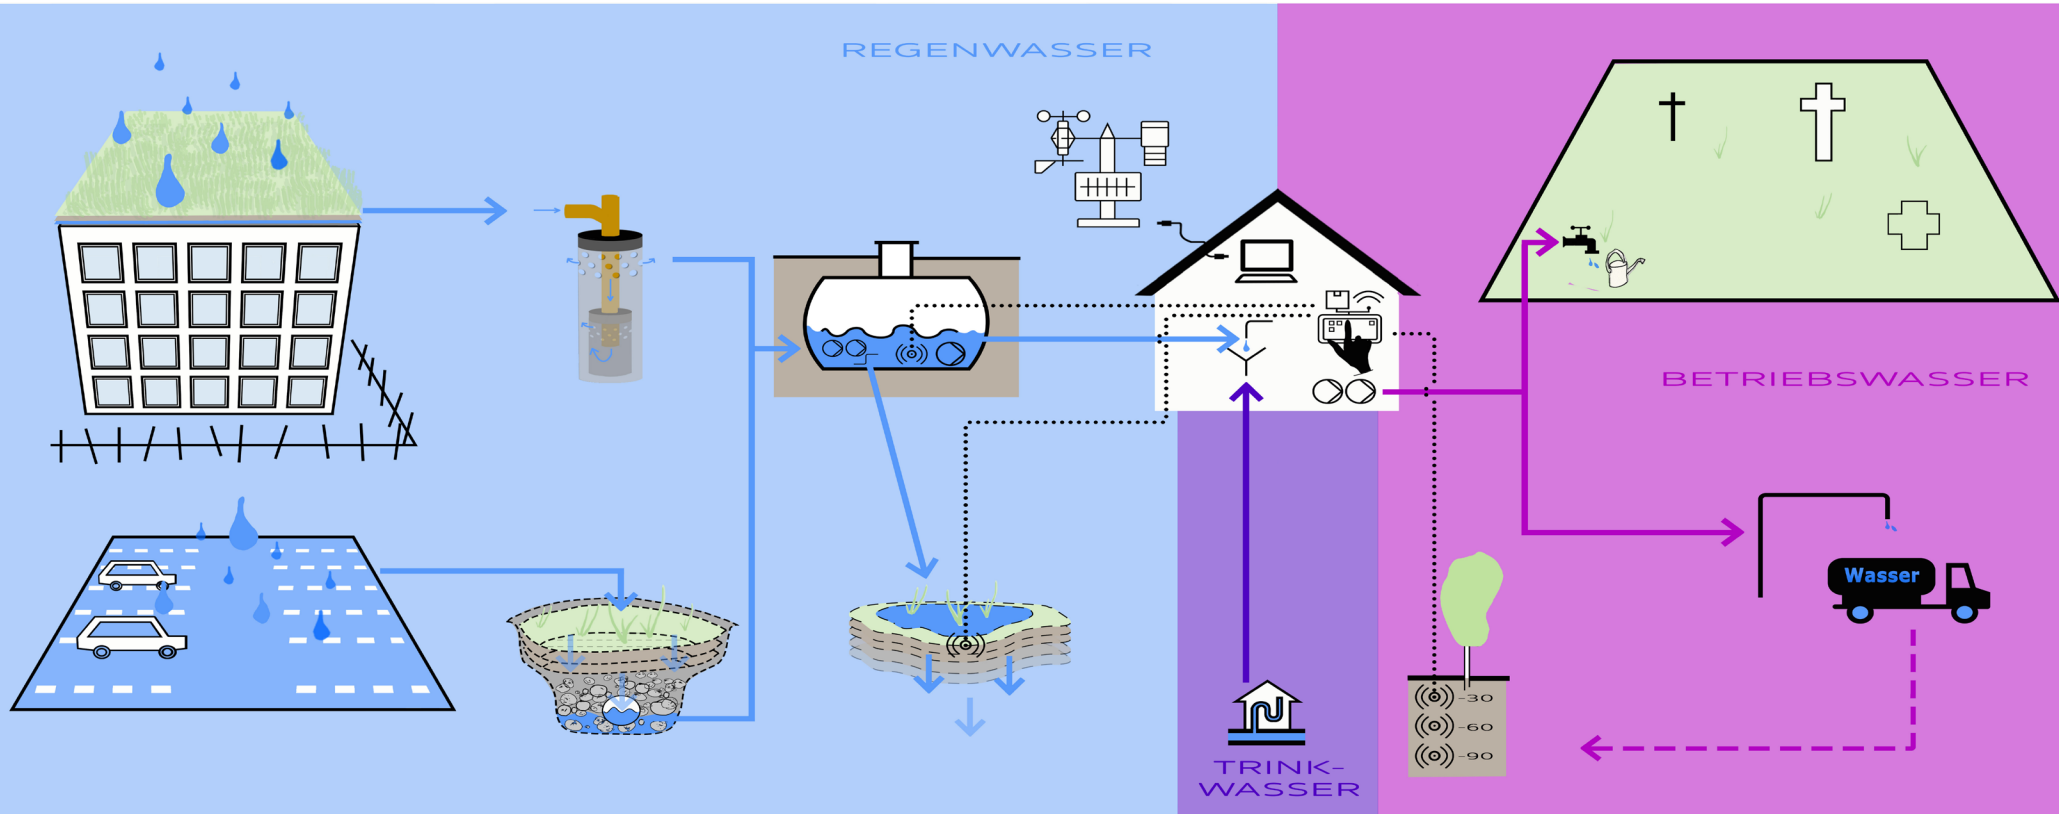 REGENWASSER
BETRIEBSWASSER
Wasser
-30
-60
-90
TRINK-
WASSER